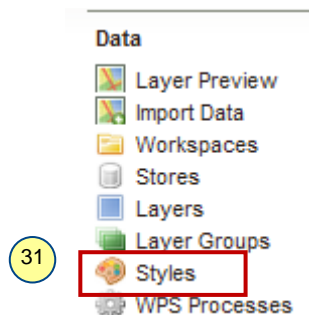 Data
Layer Preview
Import Data
Workspaces
Stores
Layers
Layer Groups
31
Styles
WPS Processes